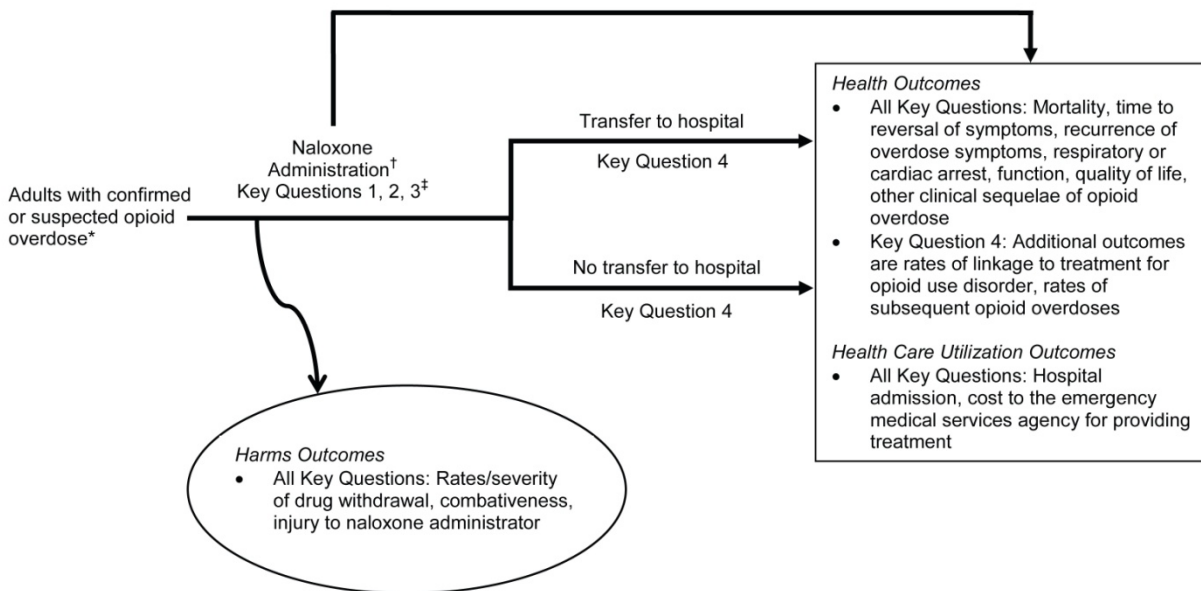 Adults with confirmed
or suspected opioid
overdose*
Naloxone
Administration†
Key Questions 1, 2, 3‡
Transfer to hospital
Key Question 4
No transfer to hospital
Key Question 4
Health Outcomes
• All Key Questions: Mortality, time to
reversal of symptoms, recurrence of
overdose symptoms, respiratory or
cardiac arrest, function, quality of life,
other clinical sequelae of opioid
overdose
• Key Question 4: Additional outcomes
are rates of linkage to treatment for
opioid use disorder, rates of
subsequent opioid overdoses
Health Care Utilization Outcomes
• All Key Questions: Hospital
admission, cost to the emergency
medical services agency for providing
treatment
Harms Outcomes
• All Key Questions: Rates/severity
of drug withdrawal, combativeness,
injury to naloxone administrator